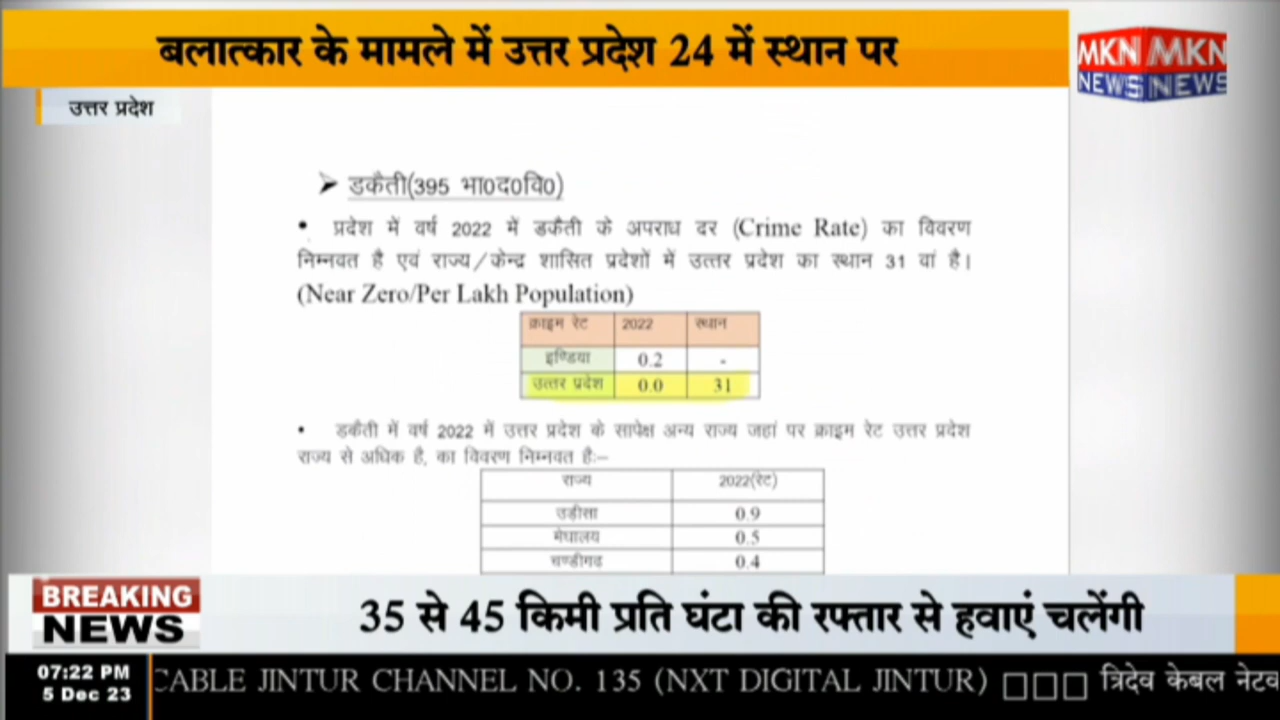 बलात्कार के मामले में उत्तर प्रदेश 24 में स्थान पर
MKN MKN
NEWS NEWS
उत्तर प्रदेश
➤ डकैती(395 भा0द0वि0)
• प्रदेश में वर्ष 2022 में डकैती के अपराध दर (Crime Rate) का विवरण
निम्नवत है एवं राज्य/केन्द्र शासित प्रदेशों में उत्तर प्रदेश का स्थान 31 वां है।
(Near Zero/Per Lakh Population)
क्राइम रेट 2022 स्थान
इण्डिया 0.2 -
उत्तर प्रदेश 0.0 31
• डकैती में वर्ष 2022 में उत्तर प्रदेश के सापेक्ष अन्य राज्य जहां पर क्राइम रेट उत्तर प्रदेश
राज्य से अधिक है, का विवरण निम्नवत है:–
राज्य 2022(रेट)
उड़ीसा 0.9
मेघालय 0.5
चण्डीगढ 0.4
BREAKING
NEWS
35 से 45 किमी प्रति घंटा की रफ्तार से हवाएं चलेंगी
07:22 PM
5 Dec 23
CABLE JINTUR CHANNEL NO. 135 (NXT DIGITAL JINTUR) □□□ त्रिदेव केबल नेटव